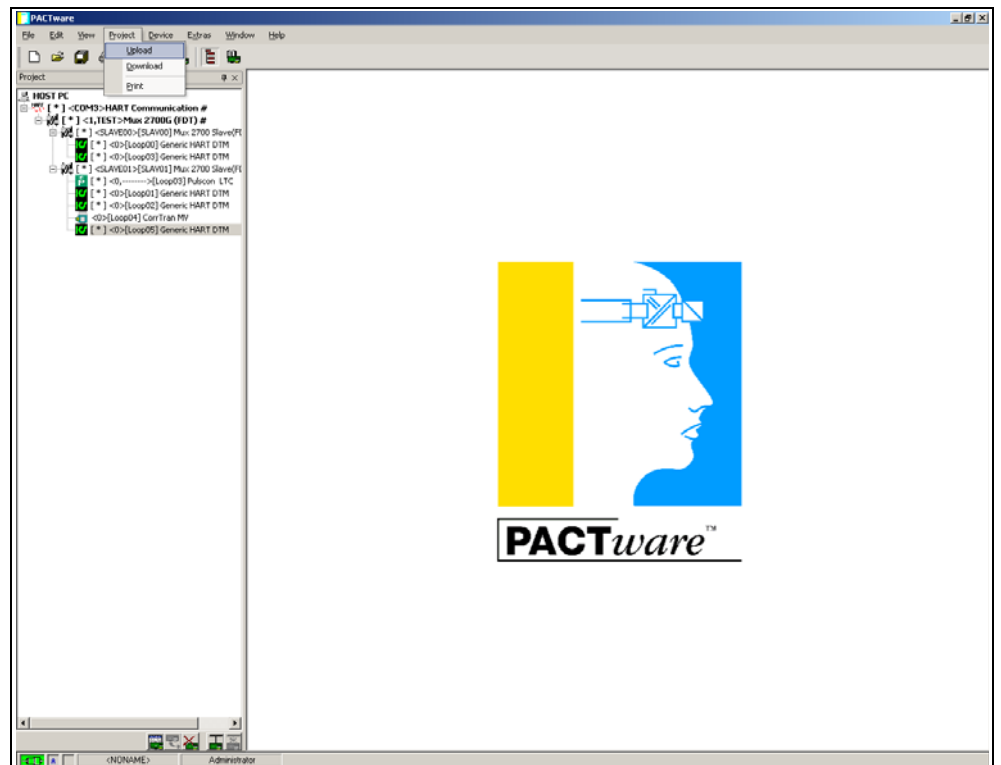 PACTware
File Edit View Project Device Extras Window Help
Upload
Download
Print
Project
HOST PC
[ * ] <COM3>HART Communication #
[ * ] <1,TEST>Mux 2700G (FDT) #
[ * ] <SLAVE00>[SLAV00] Mux 2700 Slave(F
[ * ] <0>[Loop00] Generic HART DTM
[ * ] <0>[Loop03] Generic HART DTM
[ * ] <SLAVE01>[SLAV01] Mux 2700 Slave(F
[ * ] <0,-------->[Loop03] Pulscon LTC
[ * ] <0>[Loop01] Generic HART DTM
[ * ] <0>[Loop02] Generic HART DTM
<0>[Loop04] CorrTran MV
[ * ] <0>[Loop05] Generic HART DTM
PACTware™
<NONAME> Administrator